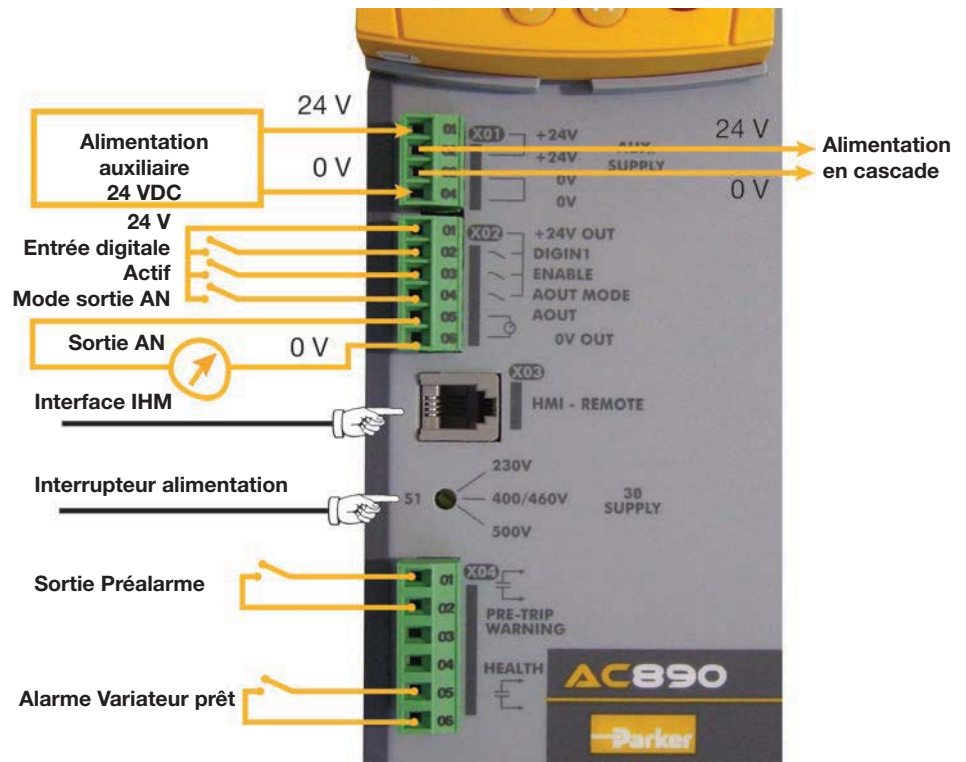 24 V
Alimentation
auxiliaire
24 VDC
0 V
01
X01
+24V
+24V
0V
04
0V
SUPPLY
24 V
0 V
Alimentation
en cascade
24 V
Entrée digitale
Actif
Mode sortie AN
Sortie AN
0 V
01
X02
+24V OUT
02
DIGIN1
03
ENABLE
04
AOUT MODE
05
AOUT
06
0V OUT
Interface IHM
X03
HMI - REMOTE
Interrupteur alimentation
S1
230V
400/460V
500V
SUPPLY
Sortie Préalarme
01
X04
02
PRE-TRIP
WARNING
03
04
HEALTH
05
06
Alarme Variateur prêt
AC890
Parker